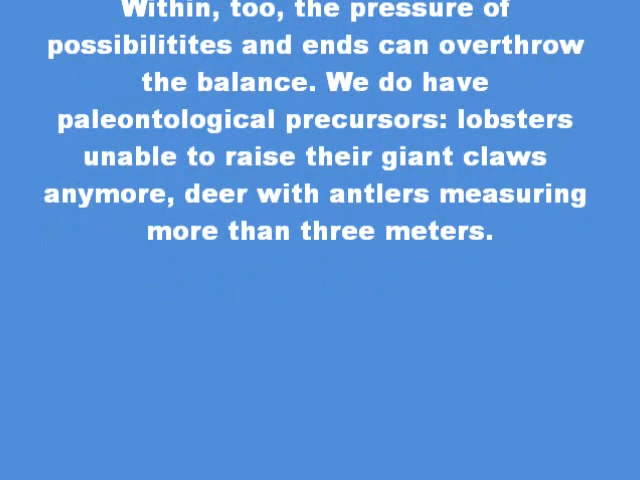 Within, too, the pressure of
possibilitites and ends can overthrow
the balance. We do have
paleontological precursors: lobsters
unable to raise their giant claws
anymore, deer with antlers measuring
more than three meters.